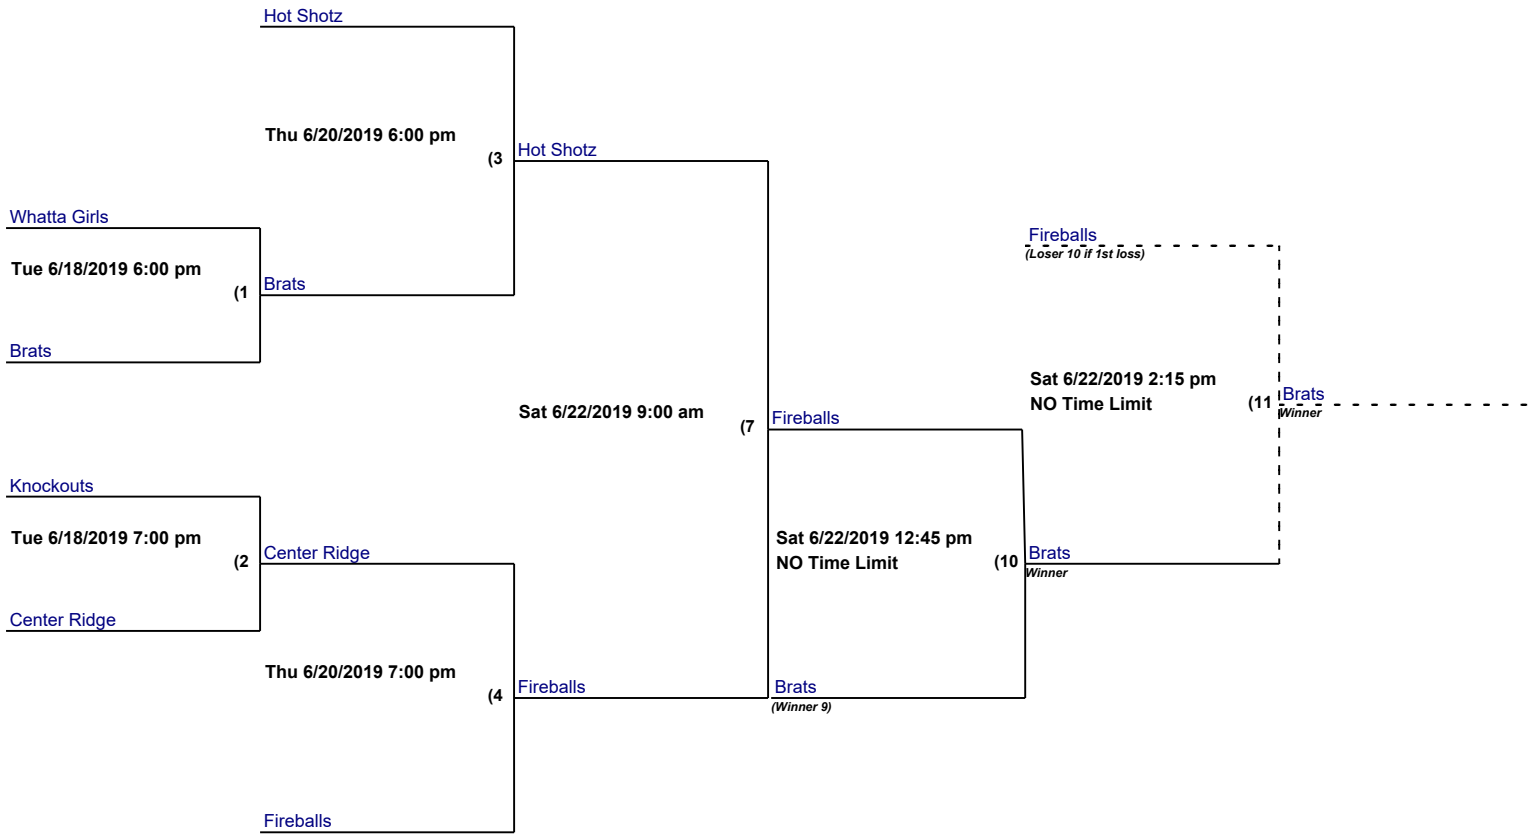 Hot Shotz
Thu 6/20/2019 6:00 pm
(3
Hot Shotz
Whatta Girls
Tue 6/18/2019 6:00 pm
(1
Brats
Brats
Fireballs
(Loser 10 if 1st loss)
Sat 6/22/2019 2:15 pm
NO Time Limit
(11
Brats
Winner
Sat 6/22/2019 9:00 am
(7
Fireballs
Knockouts
Tue 6/18/2019 7:00 pm
(2
Center Ridge
Center Ridge
Sat 6/22/2019 12:45 pm
NO Time Limit
(10
Brats
Winner
Thu 6/20/2019 7:00 pm
(4
Fireballs
Brats
(Winner 9)
Fireballs